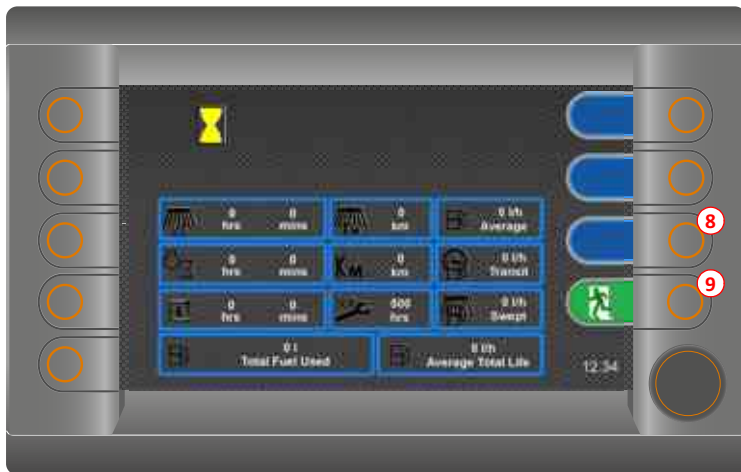 8
0 0 0 0 l/h
hrs mins km Average
0 0 0 0 l/h
hrs mins KM km Transit
9
0 0 500 0 l/h
hrs mins hrs Swept
0 l 0 l/h
Total Fuel Used Average Total Life
12:34